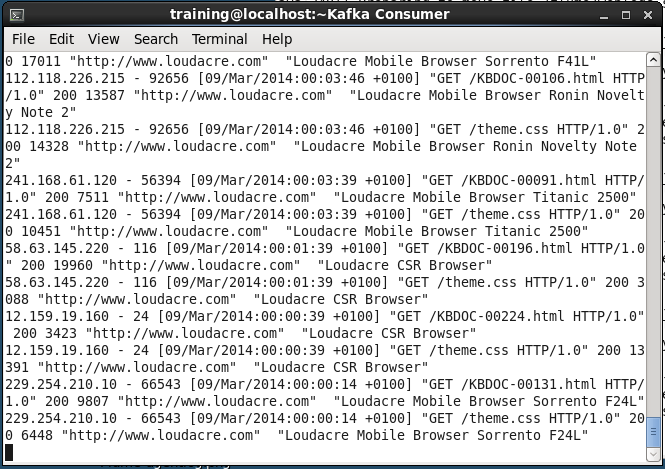 training@localhost:~Kafka Consumer
File Edit View Search Terminal Help
0 17011 "http://www.loudacre.com"  "Loudacre Mobile Browser Sorrento F41L"
112.118.226.215 - 92656 [09/Mar/2014:00:03:46 +0100] "GET /KBDOC-00106.html HTTP
/1.0" 200 13587 "http://www.loudacre.com"  "Loudacre Mobile Browser Ronin Novelt
y Note 2"
112.118.226.215 - 92656 [09/Mar/2014:00:03:46 +0100] "GET /theme.css HTTP/1.0" 2
00 14328 "http://www.loudacre.com"  "Loudacre Mobile Browser Ronin Novelty Note 
2"
241.168.61.120 - 56394 [09/Mar/2014:00:03:39 +0100] "GET /KBDOC-00091.html HTTP/
1.0" 200 7511 "http://www.loudacre.com"  "Loudacre Mobile Browser Titanic 2500"
241.168.61.120 - 56394 [09/Mar/2014:00:03:39 +0100] "GET /theme.css HTTP/1.0" 20
0 10451 "http://www.loudacre.com"  "Loudacre Mobile Browser Titanic 2500"
58.63.145.220 - 116 [09/Mar/2014:00:01:39 +0100] "GET /KBDOC-00196.html HTTP/1.0
" 200 19960 "http://www.loudacre.com"  "Loudacre CSR Browser"
58.63.145.220 - 116 [09/Mar/2014:00:01:39 +0100] "GET /theme.css HTTP/1.0" 200 3
088 "http://www.loudacre.com"  "Loudacre CSR Browser"
12.159.19.160 - 24 [09/Mar/2014:00:00:39 +0100] "GET /KBDOC-00224.html HTTP/1.0"
 200 3423 "http://www.loudacre.com"  "Loudacre CSR Browser"
12.159.19.160 - 24 [09/Mar/2014:00:00:39 +0100] "GET /theme.css HTTP/1.0" 200 13
391 "http://www.loudacre.com"  "Loudacre CSR Browser"
229.254.210.10 - 66543 [09/Mar/2014:00:00:14 +0100] "GET /KBDOC-00131.html HTTP/
1.0" 200 9807 "http://www.loudacre.com"  "Loudacre Mobile Browser Sorrento F24L"
229.254.210.10 - 66543 [09/Mar/2014:00:00:14 +0100] "GET /theme.css HTTP/1.0" 20
0 6448 "http://www.loudacre.com"  "Loudacre Mobile Browser Sorrento F24L"